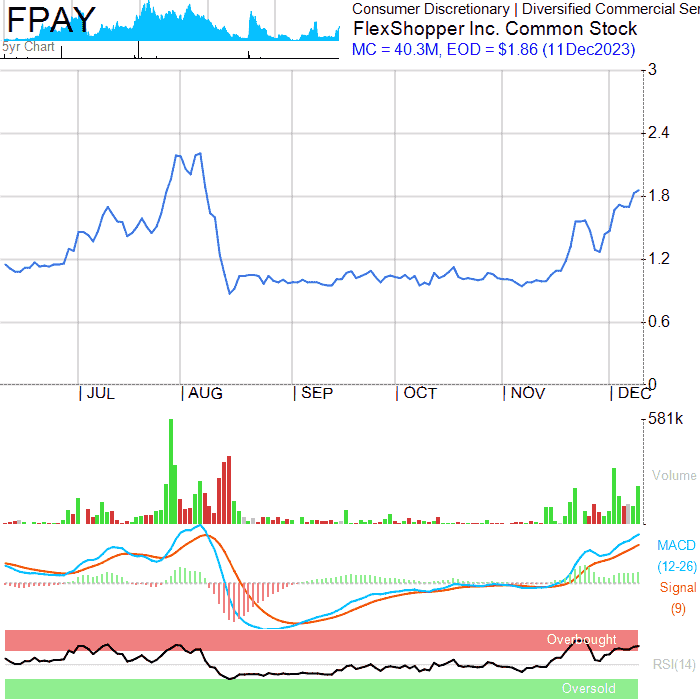 FPAY
5yr Chart
Consumer Discretionary | Diversified Commercial Ser
FlexShopper Inc. Common Stock
MC = 40.3M, EOD = $1.86 (11Dec2023)
3
2.4
1.8
1.2
0.6
0
JUL AUG SEP OCT NOV DEC
581k
Volume
MACD
(12-26)
Signal
(9)
Overbought
RSI(14)
Oversold